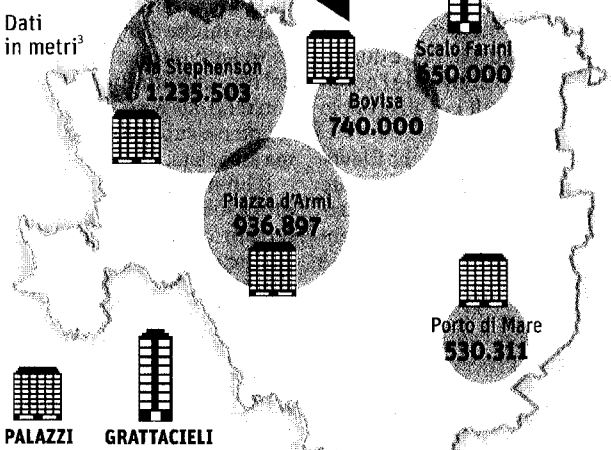 Dati
in metri³
Via Stephenson
1.235.503
Scalo Farini
650.000
Bovisa
740.000
Piazza d'Armi
936.897
Porto di Mare
530.311
PALAZZI
GRATTACIELI